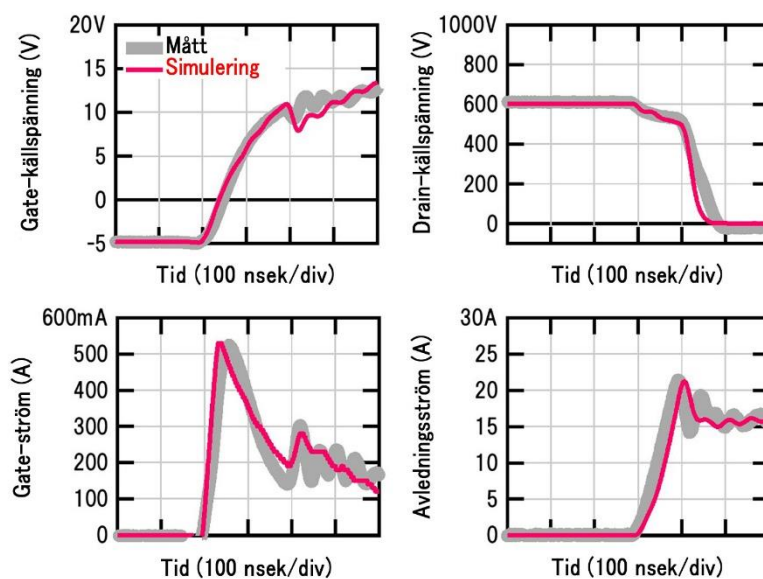 Gate-källspänning (V)
20V
15
10
5
0
-5
Mått
Simulering
Tid (100 nsek/div)
Drain-källspänning (V)
1000V
800
600
400
200
0
Tid (100 nsek/div)
Gate-ström (A)
600mA
500
400
300
200
100
0
Tid (100 nsek/div)
Avledningsström (A)
30A
25
20
15
10
5
0
Tid (100 nsek/div)